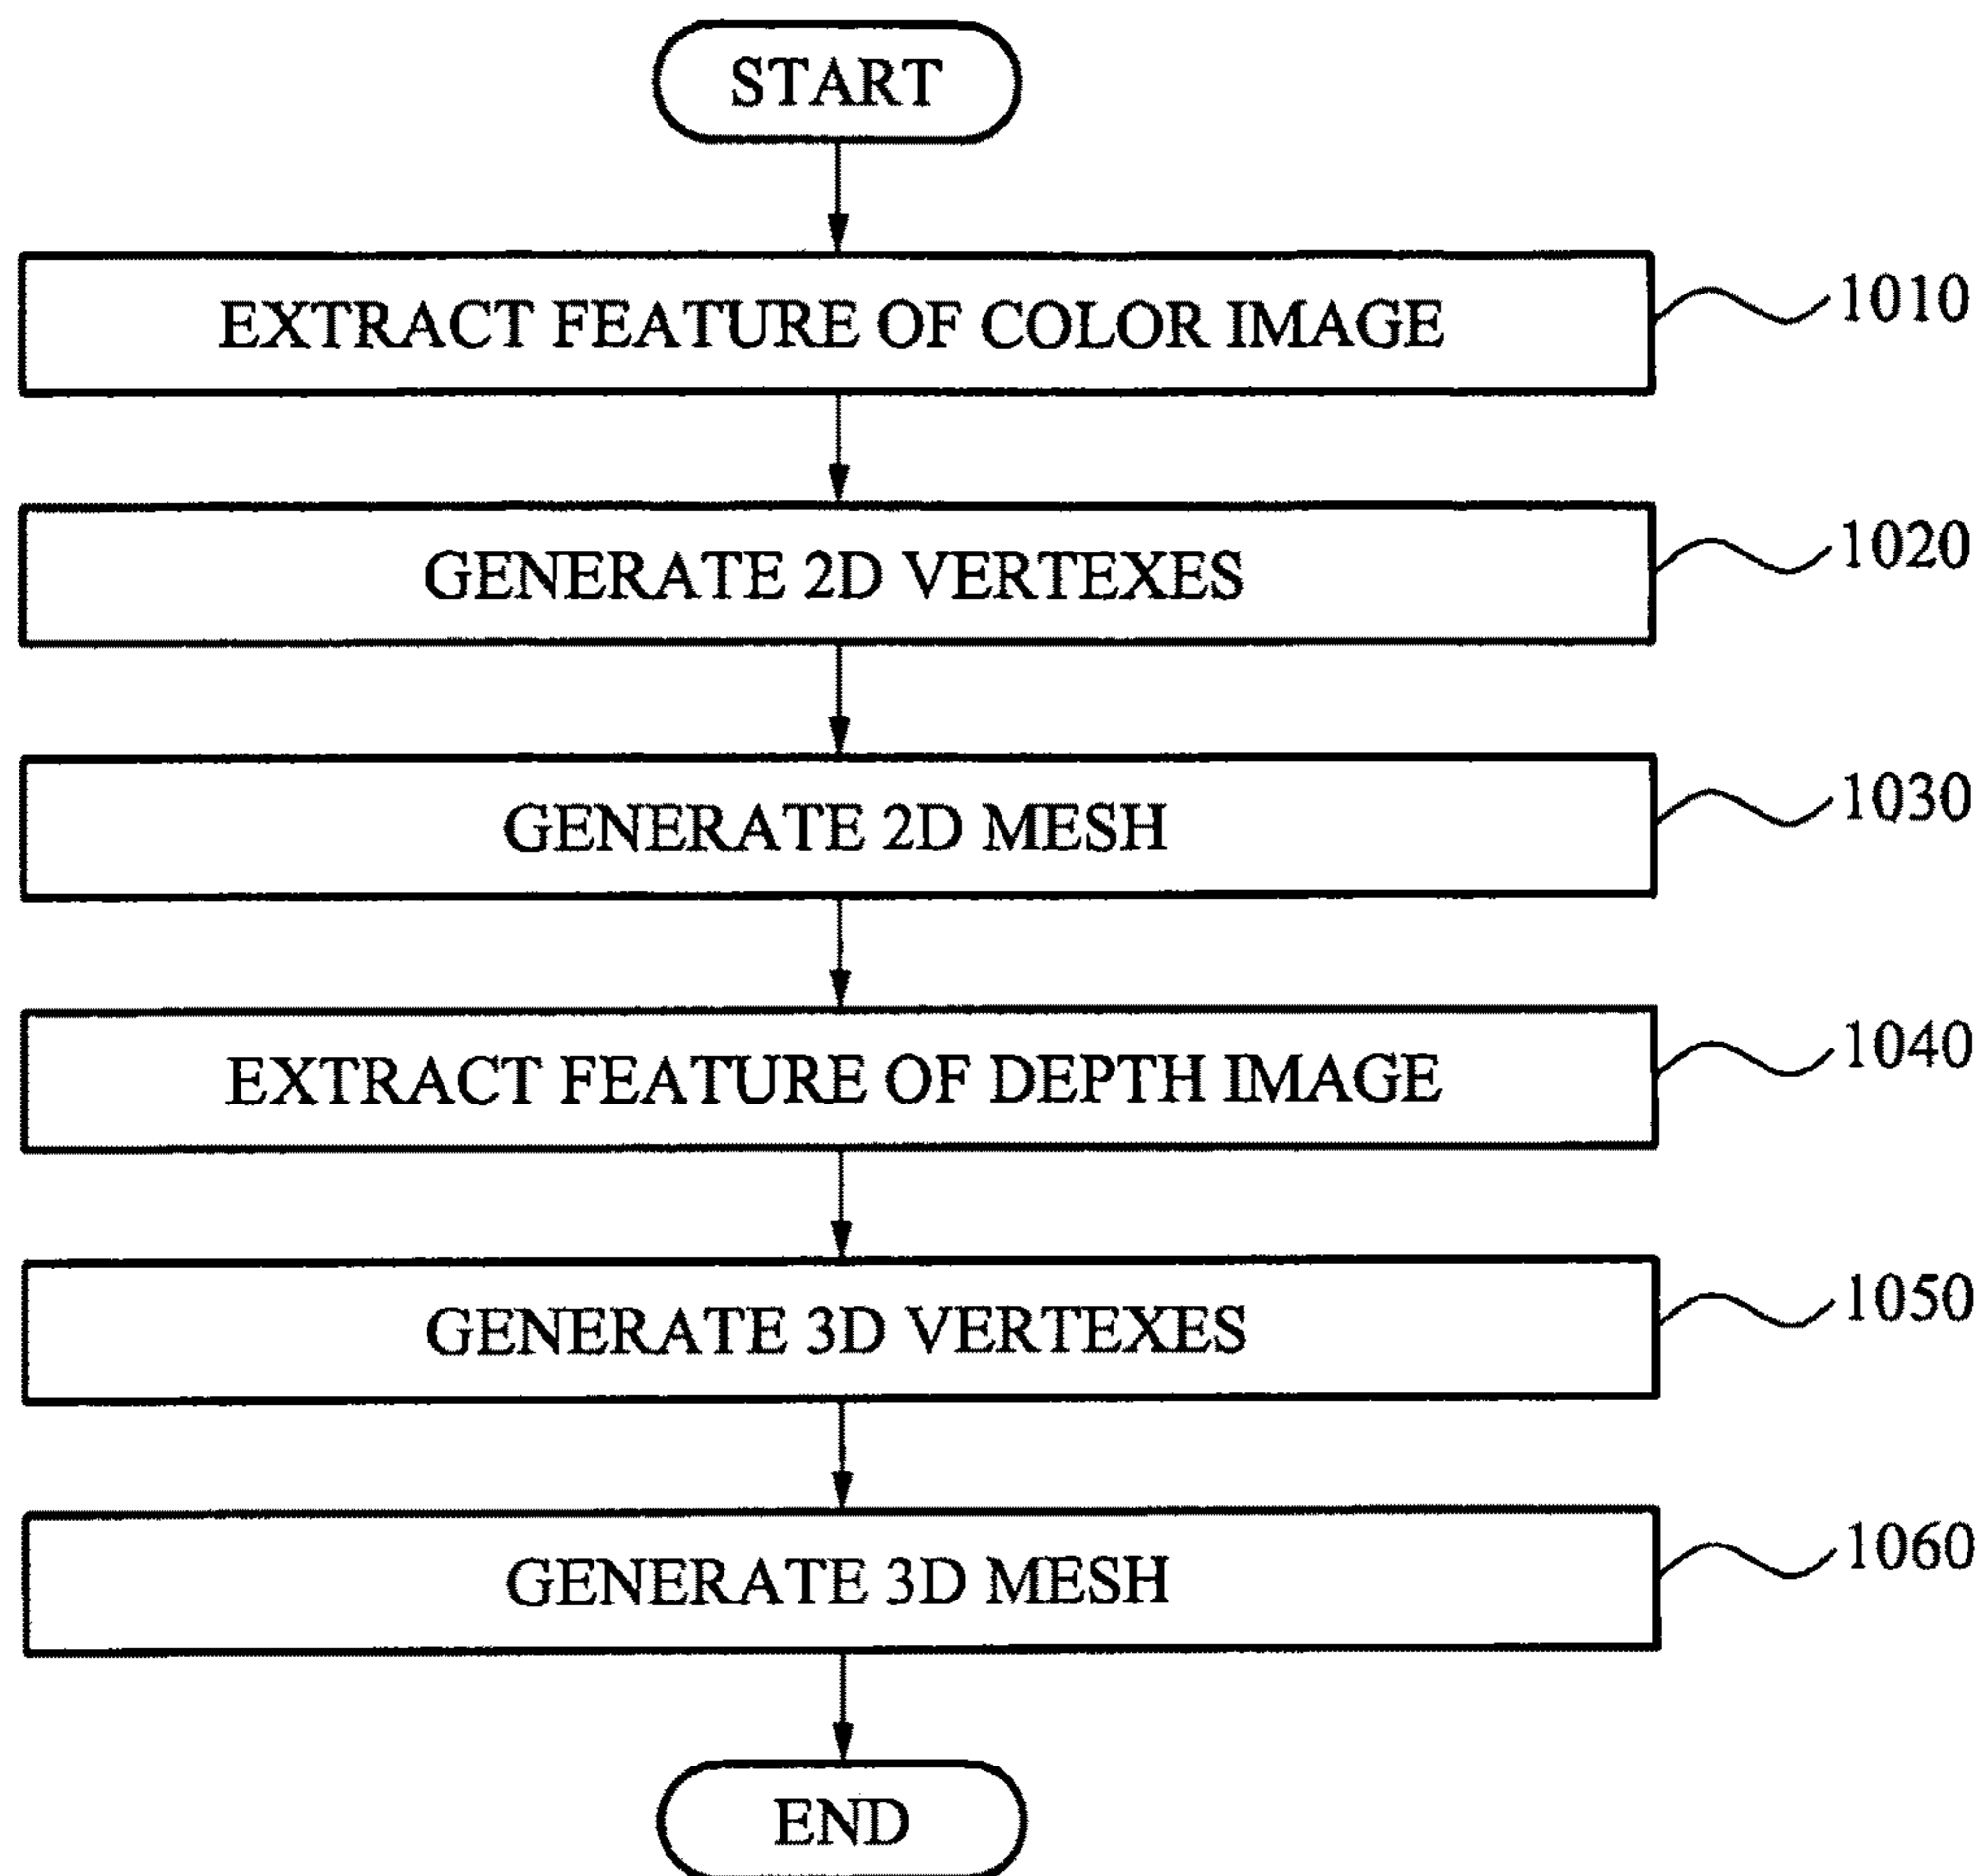 START
EXTRACT FEATURE OF COLOR IMAGE
1010
GENERATE 2D VERTEXES
1020
GENERATE 2D MESH
1030
EXTRACT FEATURE OF DEPTH IMAGE
1040
GENERATE 3D VERTEXES
1050
GENERATE 3D MESH
1060
END